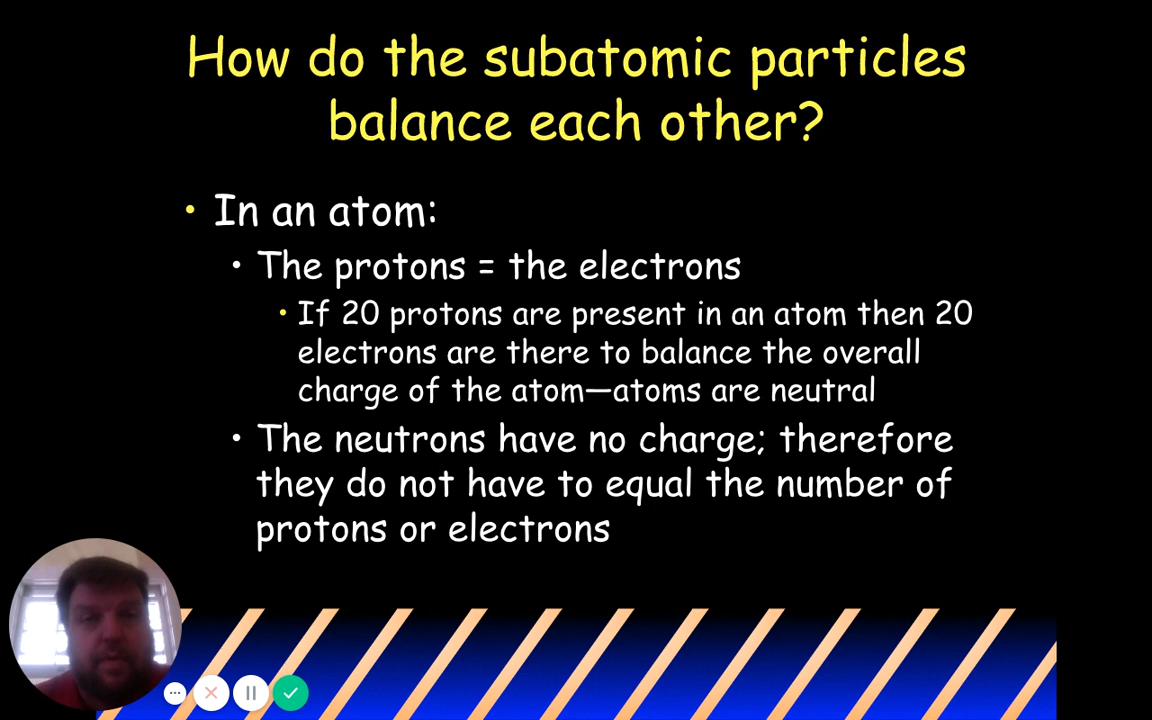 How do the subatomic particles
balance each other?
• In an atom:
• The protons = the electrons
• If 20 protons are present in an atom then 20
electrons are there to balance the overall
charge of the atom—atoms are neutral
• The neutrons have no charge; therefore
they do not have to equal the number of
protons or electrons